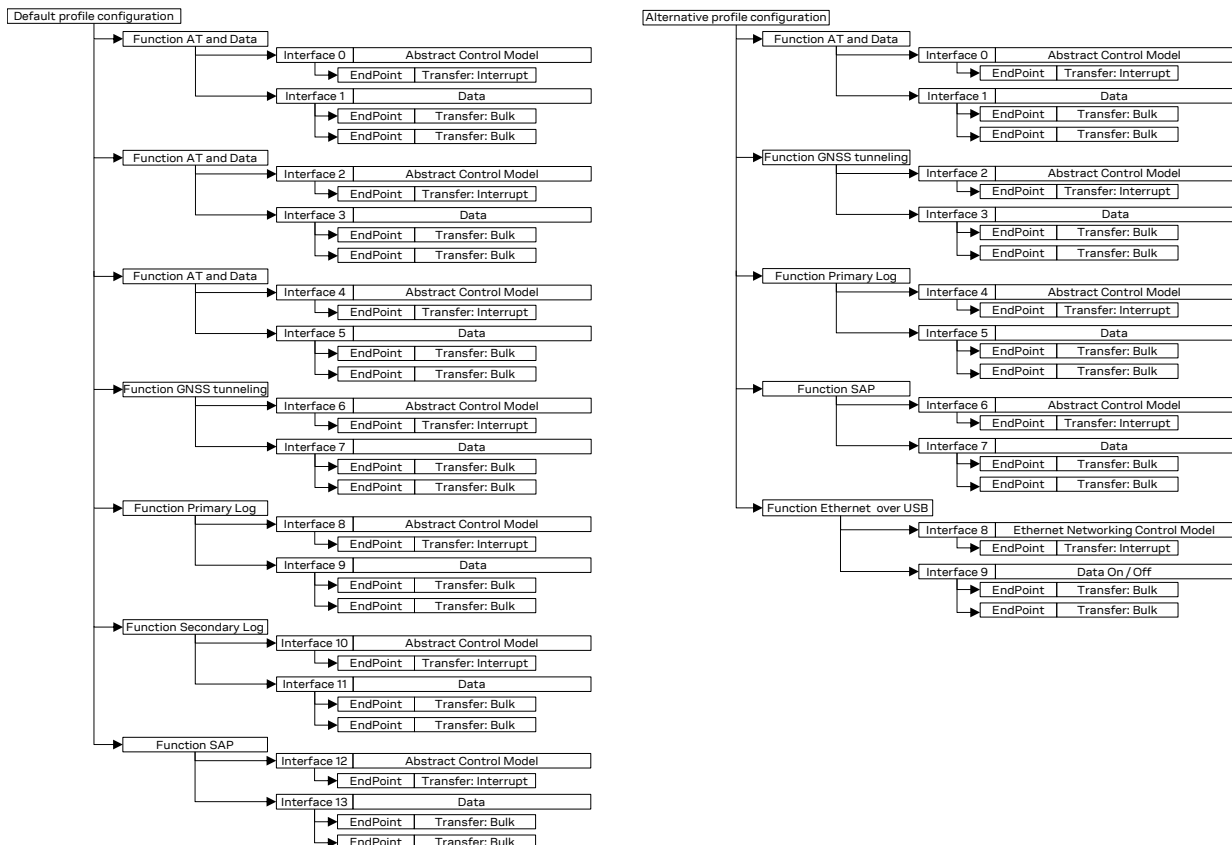 Default profile configuration
Function AT and Data
Interface 0 Abstract Control Model
EndPoint Transfer: Interrupt
Interface 1 Data
EndPoint Transfer: Bulk
EndPoint Transfer: Bulk
Function AT and Data
Interface 2 Abstract Control Model
EndPoint Transfer: Interrupt
Interface 3 Data
EndPoint Transfer: Bulk
EndPoint Transfer: Bulk
Function AT and Data
Interface 4 Abstract Control Model
EndPoint Transfer: Interrupt
Interface 5 Data
EndPoint Transfer: Bulk
EndPoint Transfer: Bulk
Function GNSS tunneling
Interface 6 Abstract Control Model
EndPoint Transfer: Interrupt
Interface 7 Data
EndPoint Transfer: Bulk
EndPoint Transfer: Bulk
Function Primary Log
Interface 8 Abstract Control Model
EndPoint Transfer: Interrupt
Interface 9 Data
EndPoint Transfer: Bulk
EndPoint Transfer: Bulk
Function Secondary Log
Interface 10 Abstract Control Model
EndPoint Transfer: Interrupt
Interface 11 Data
EndPoint Transfer: Bulk
EndPoint Transfer: Bulk
Function SAP
Interface 12 Abstract Control Model
EndPoint Transfer: Interrupt
Interface 13 Data
EndPoint Transfer: Bulk
EndPoint Transfer: Bulk
Alternative profile configuration
Function AT and Data
Interface 0 Abstract Control Model
EndPoint Transfer: Interrupt
Interface 1 Data
EndPoint Transfer: Bulk
EndPoint Transfer: Bulk
Function GNSS tunneling
Interface 2 Abstract Control Model
EndPoint Transfer: Interrupt
Interface 3 Data
EndPoint Transfer: Bulk
EndPoint Transfer: Bulk
Function Primary Log
Interface 4 Abstract Control Model
EndPoint Transfer: Interrupt
Interface 5 Data
EndPoint Transfer: Bulk
EndPoint Transfer: Bulk
Function SAP
Interface 6 Abstract Control Model
EndPoint Transfer: Interrupt
Interface 7 Data
EndPoint Transfer: Bulk
EndPoint Transfer: Bulk
Function Ethernet over USB
Interface 8 Ethernet Networking Control Model
EndPoint Transfer: Interrupt
Interface 9 Data On / Off
EndPoint Transfer: Bulk
EndPoint Transfer: Bulk